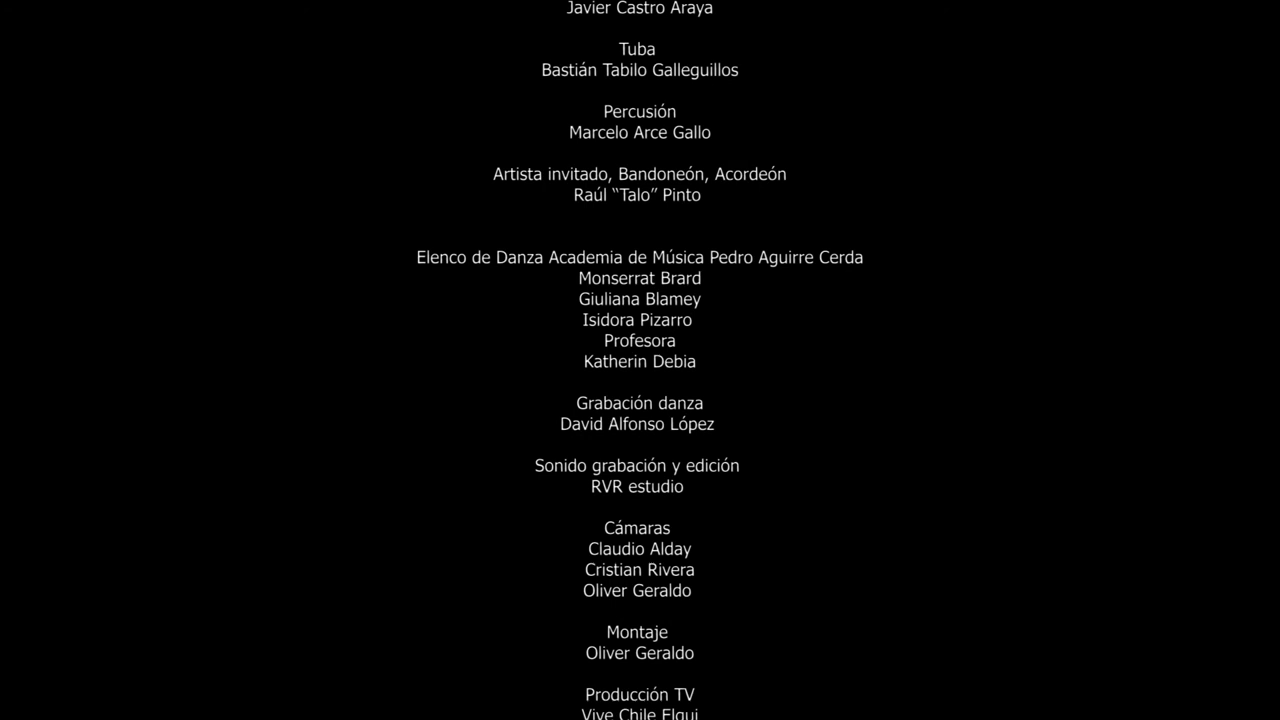 Javier Castro Araya
Tuba
Bastián Tabilo Galleguillos
Percusión
Marcelo Arce Gallo
Artista invitado, Bandoneón, Acordeón
Raúl “Talo” Pinto
Elenco de Danza Academia de Música Pedro Aguirre Cerda
Monserrat Brard
Giuliana Blamey
Isidora Pizarro
Profesora
Katherin Debia
Grabación danza
David Alfonso López
Sonido grabación y edición
RVR estudio
Cámaras
Claudio Alday
Cristian Rivera
Oliver Geraldo
Montaje
Oliver Geraldo
Producción TV
Vive Chile Elqui